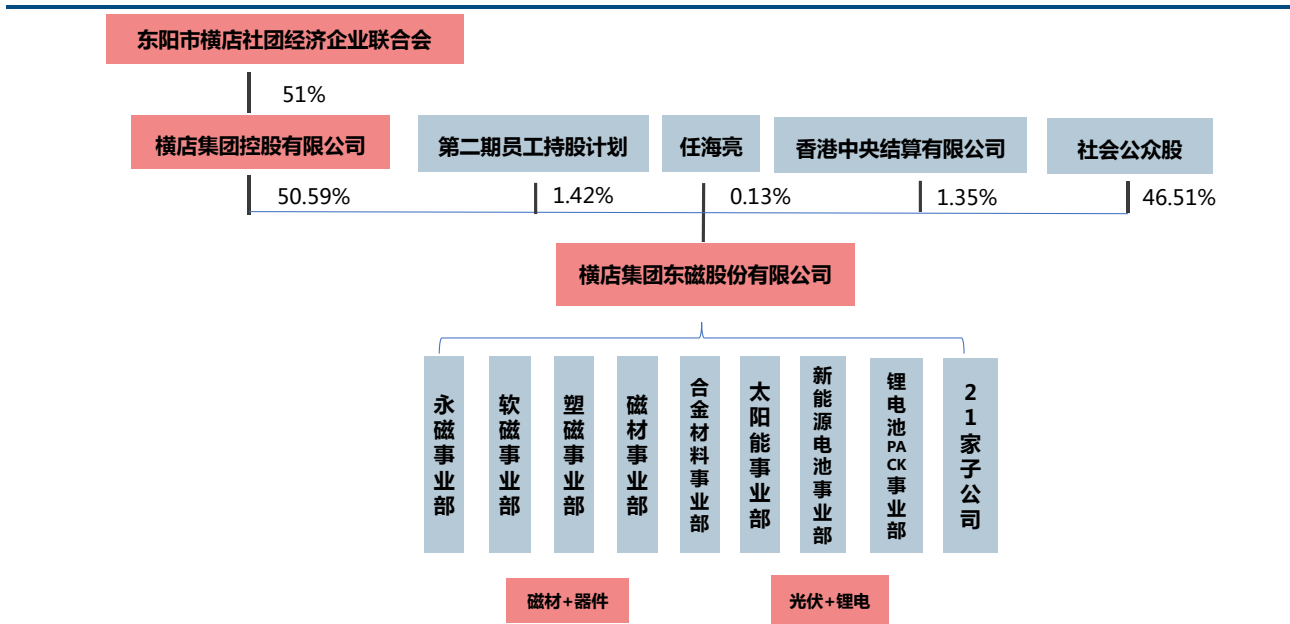 东阳市横店社团经济企业联合会
51%
横店集团控股有限公司
第二期员工持股计划
任海亮
香港中央结算有限公司
社会公众股
50.59%
1.42%
0.13%
1.35%
46.51%
横店集团东磁股份有限公司
永磁事业部
软磁事业部
塑磁事业部
磁材事业部
合金材料事业部
太阳能事业部
新能源电池事业部
锂电池PACK事业部
21家子公司
磁材+器件
光伏+锂电